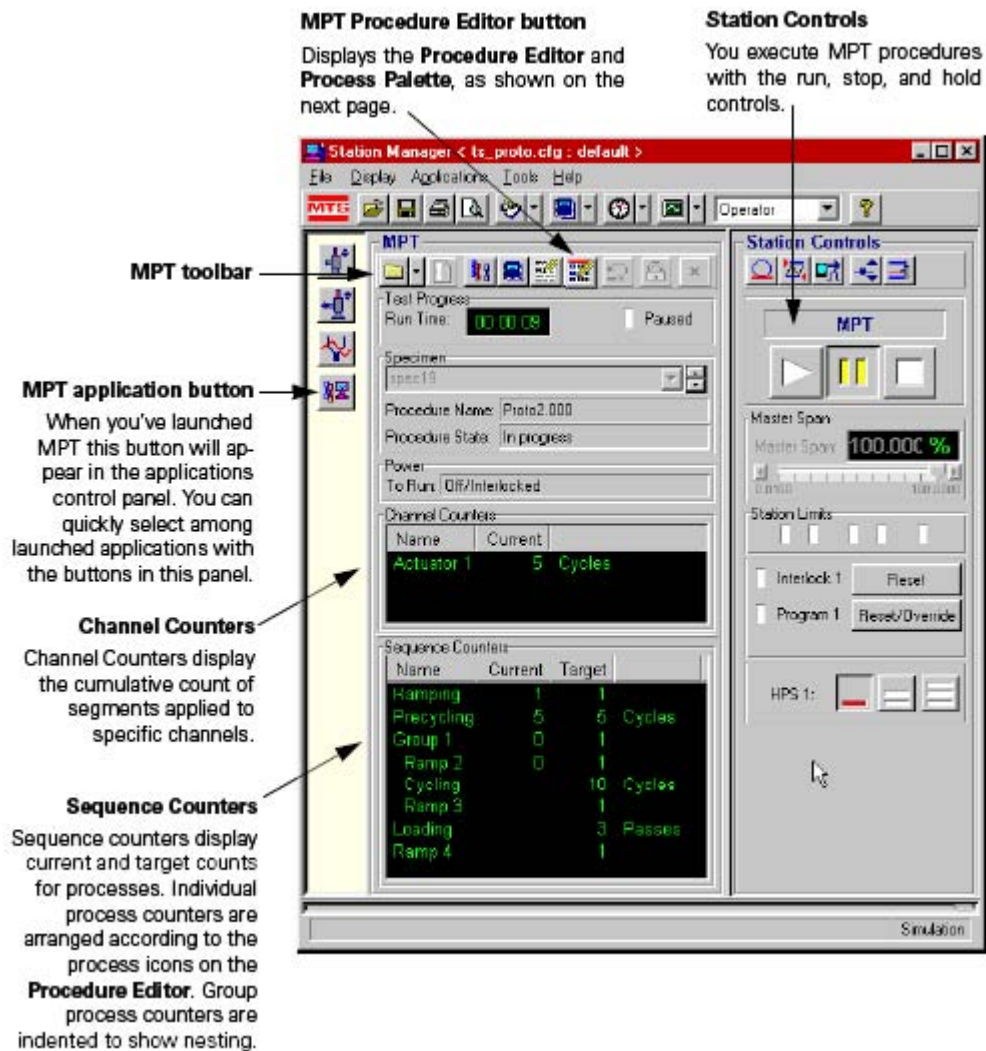 MPT Procedure Editor button
Displays the Procedure Editor and
Process Palette, as shown on the
next page.
Station Controls
You execute MPT procedures
with the run, stop, and hold
controls.
MPT toolbar
MPT application button
When you've launched
MPT this button will ap-
pear in the applications
control panel. You can
quickly select among
launched applications with
the buttons in this panel.
Channel Counters
Channel Counters display
the cumulative count of
segments applied to
specific channels.
Sequence Counters
Sequence counters display
current and target counts
for processes. Individual
process counters are
arranged according to the
process icons on the
Procedure Editor. Group
process counters are
indented to show nesting.
Station Manager < ts_proto.cfg : default >
File Display Applications Tools Help
MTS
Operator
MPT
Test Progress
Run Time: 00:00:09 Paused
Specimen
spec19
Procedure Name: Proto2.000
Procedure State: In progress
Power
To Run: Off/Interlocked
Channel Counters
Name Current
Actuator 1 5 Cycles
Sequence Counters
Name Current Target
Ramping 1 1
Precycling 5 5 Cycles
Group 1 0 1
Ramp 2 0 1
Cycling 10 Cycles
Ramp 3 1
Loading 3 Passes
Ramp 4 1
Station Controls
MPT
Master Span
Master Span: 100.000 %
0.0000 100.0000
Station Limits
Interlock 1 Reset
Program 1 Reset/Override
HPS 1:
Simulation